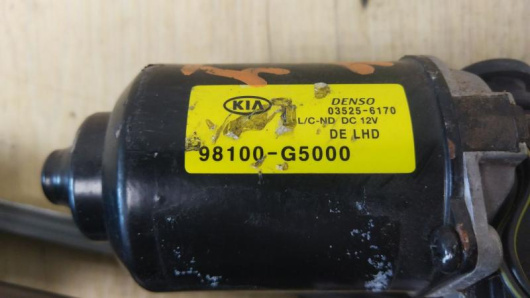 KIA
DENSO
03525-6170
L/C-ND DC 12V
DE LHD
98100-G5000